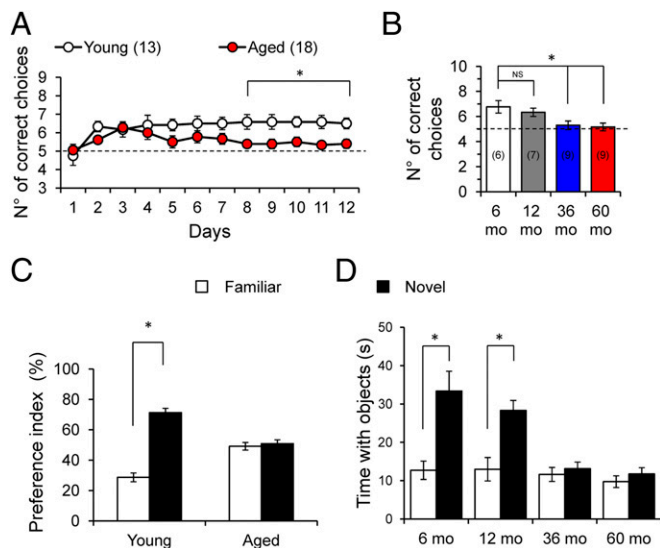 A
Young (13)
Aged (18)
N° of correct choices
9
8
7
6
5
4
3
*
1 2 3 4 5 6 7 8 9 10 11 12
Days
B
N° of correct
choices
10
8
6
4
2
0
*
NS
(6)
(7)
(9)
6
mo
12
mo
36
mo
60
mo
Familiar
Novel
C
Preference index (%)
100
80
60
40
20
0
*
Young
Aged
D
Time with objects (s)
40
30
20
10
0
*
*
6 mo
12 mo
36 mo
60 mo